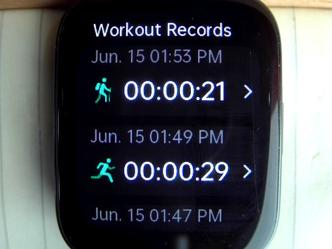 Workout Records
Jun. 15 01:53 PM
00:00:21
Jun. 15 01:49 PM
00:00:29
Jun. 15 01:47 PM